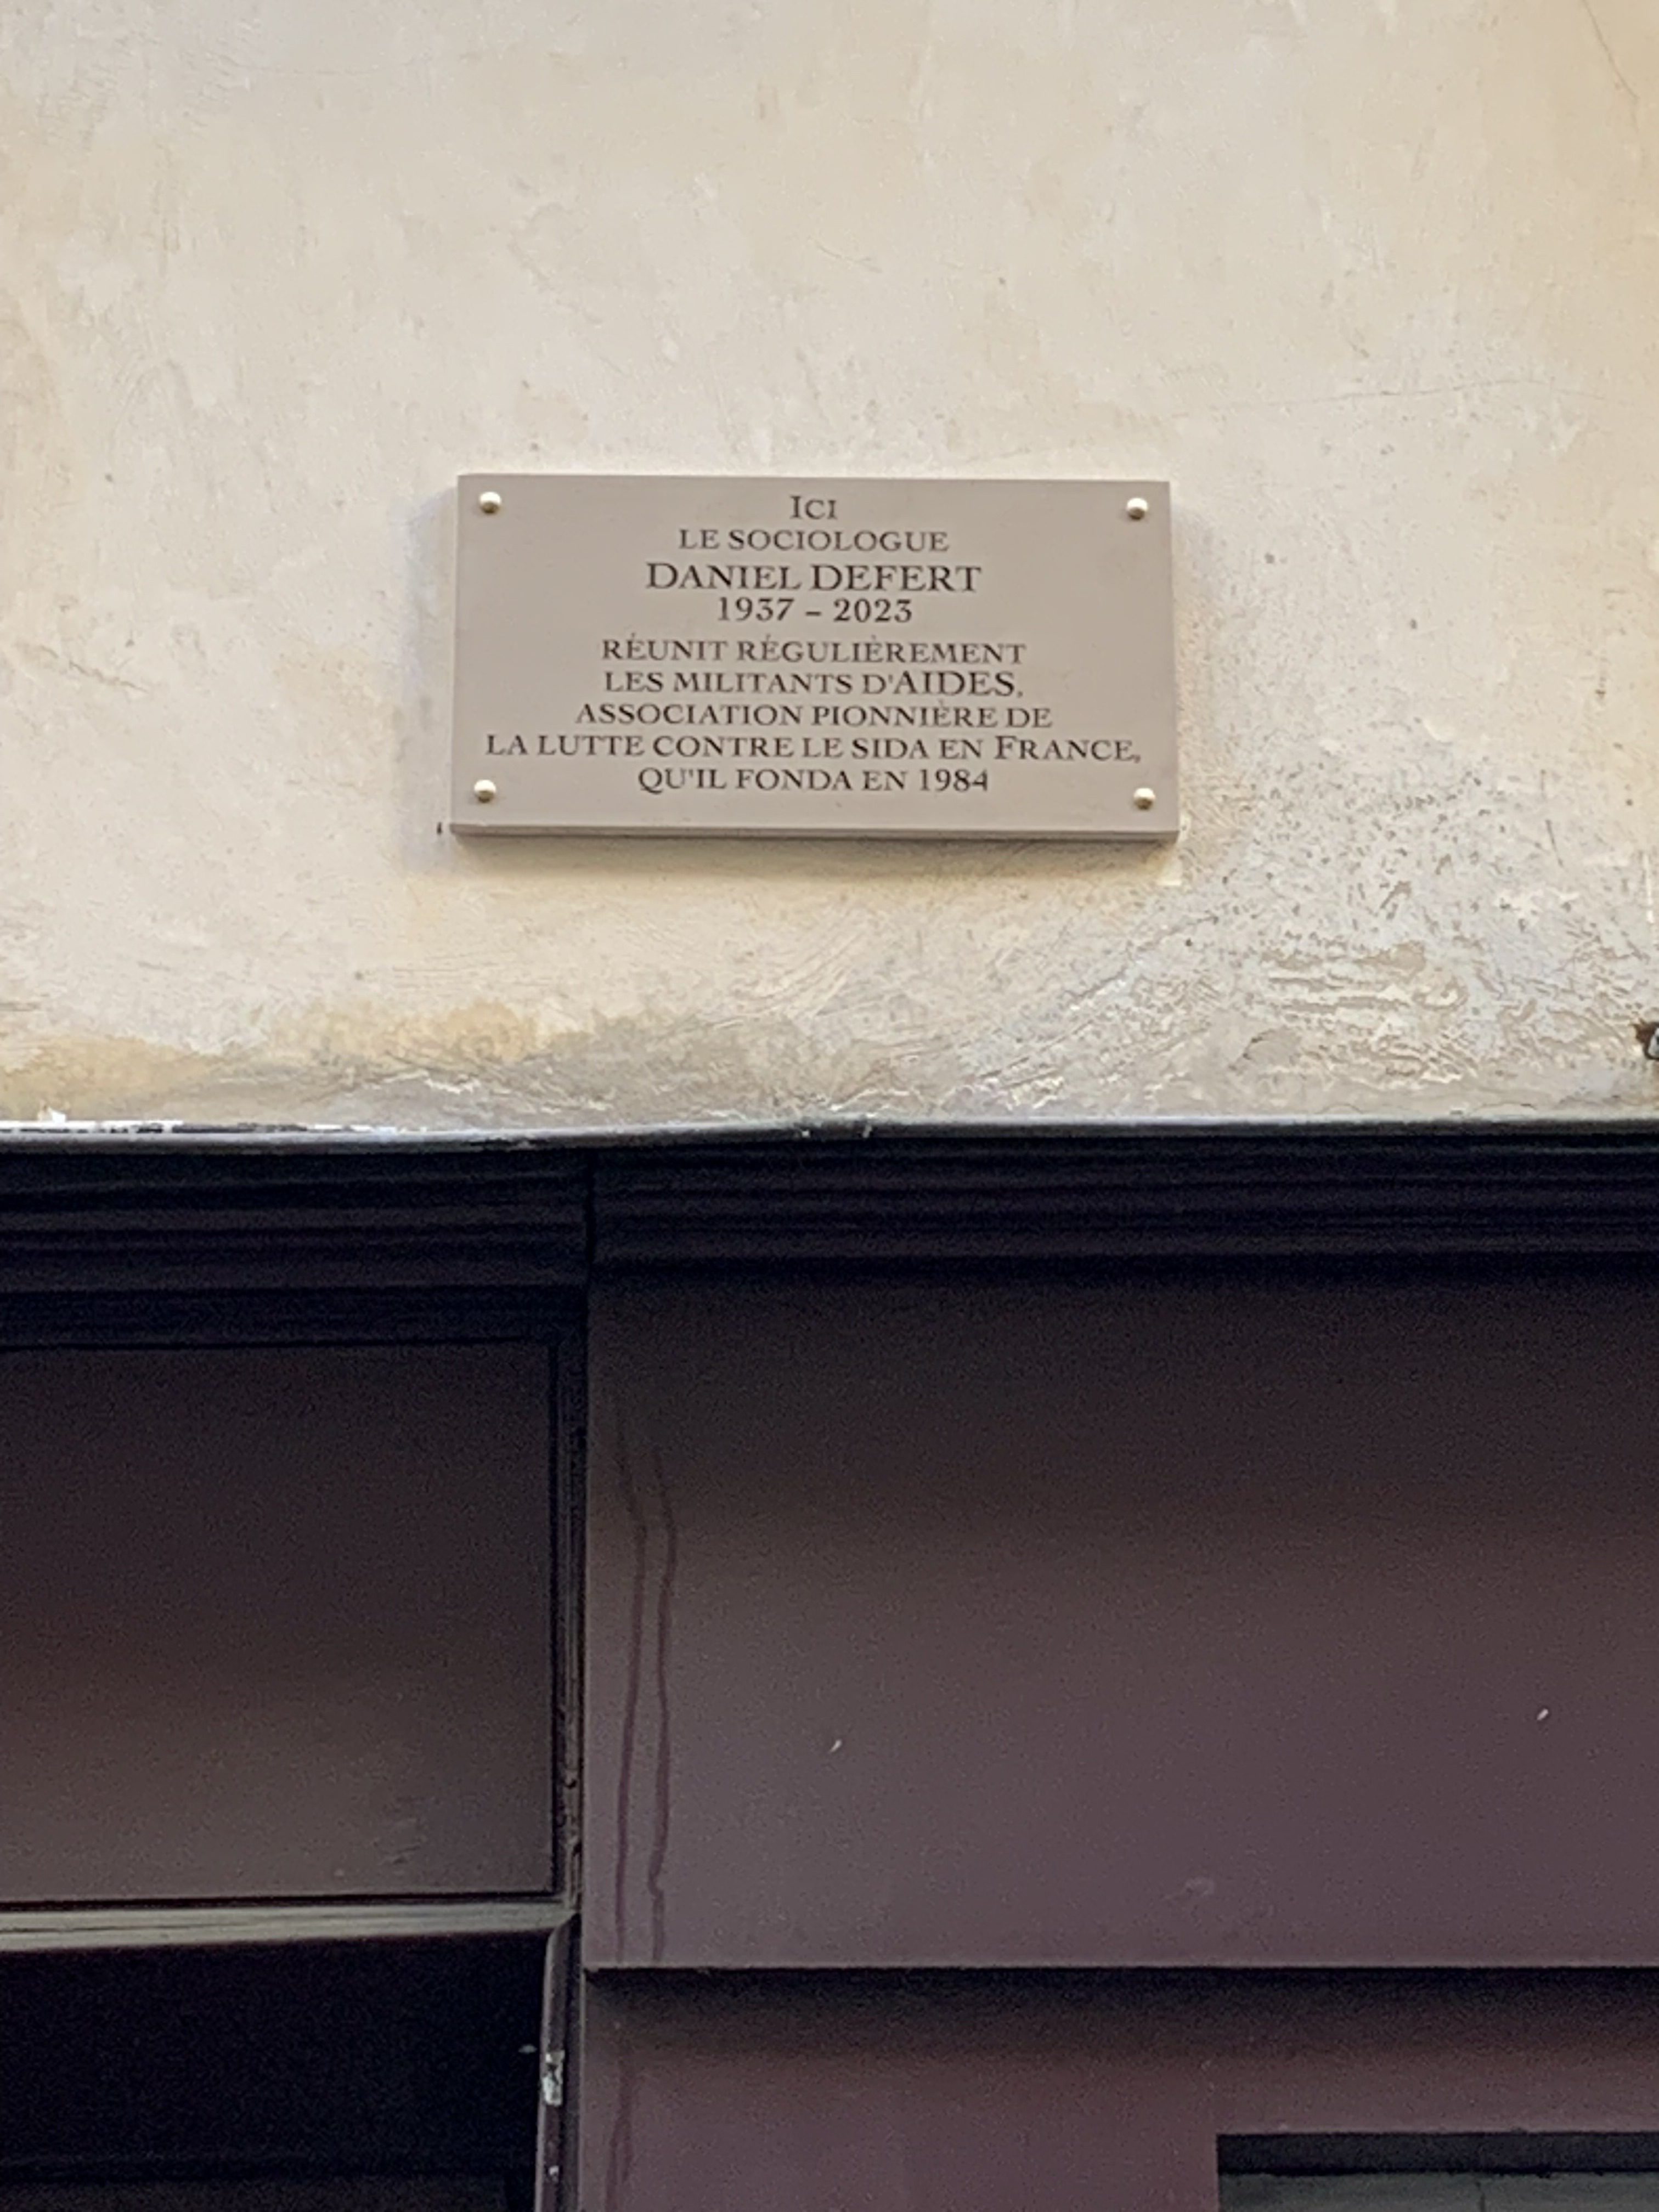 Ici
LE SOCIOLOGUE
DANIEL DEFERT
1937 – 2023
RÉUNIT RÉGULIÈREMENT
LES MILITANTS D'AIDES,
ASSOCIATION PIONNIÈRE DE
LA LUTTE CONTRE LE SIDA EN FRANCE,
QU'IL FONDA EN 1984